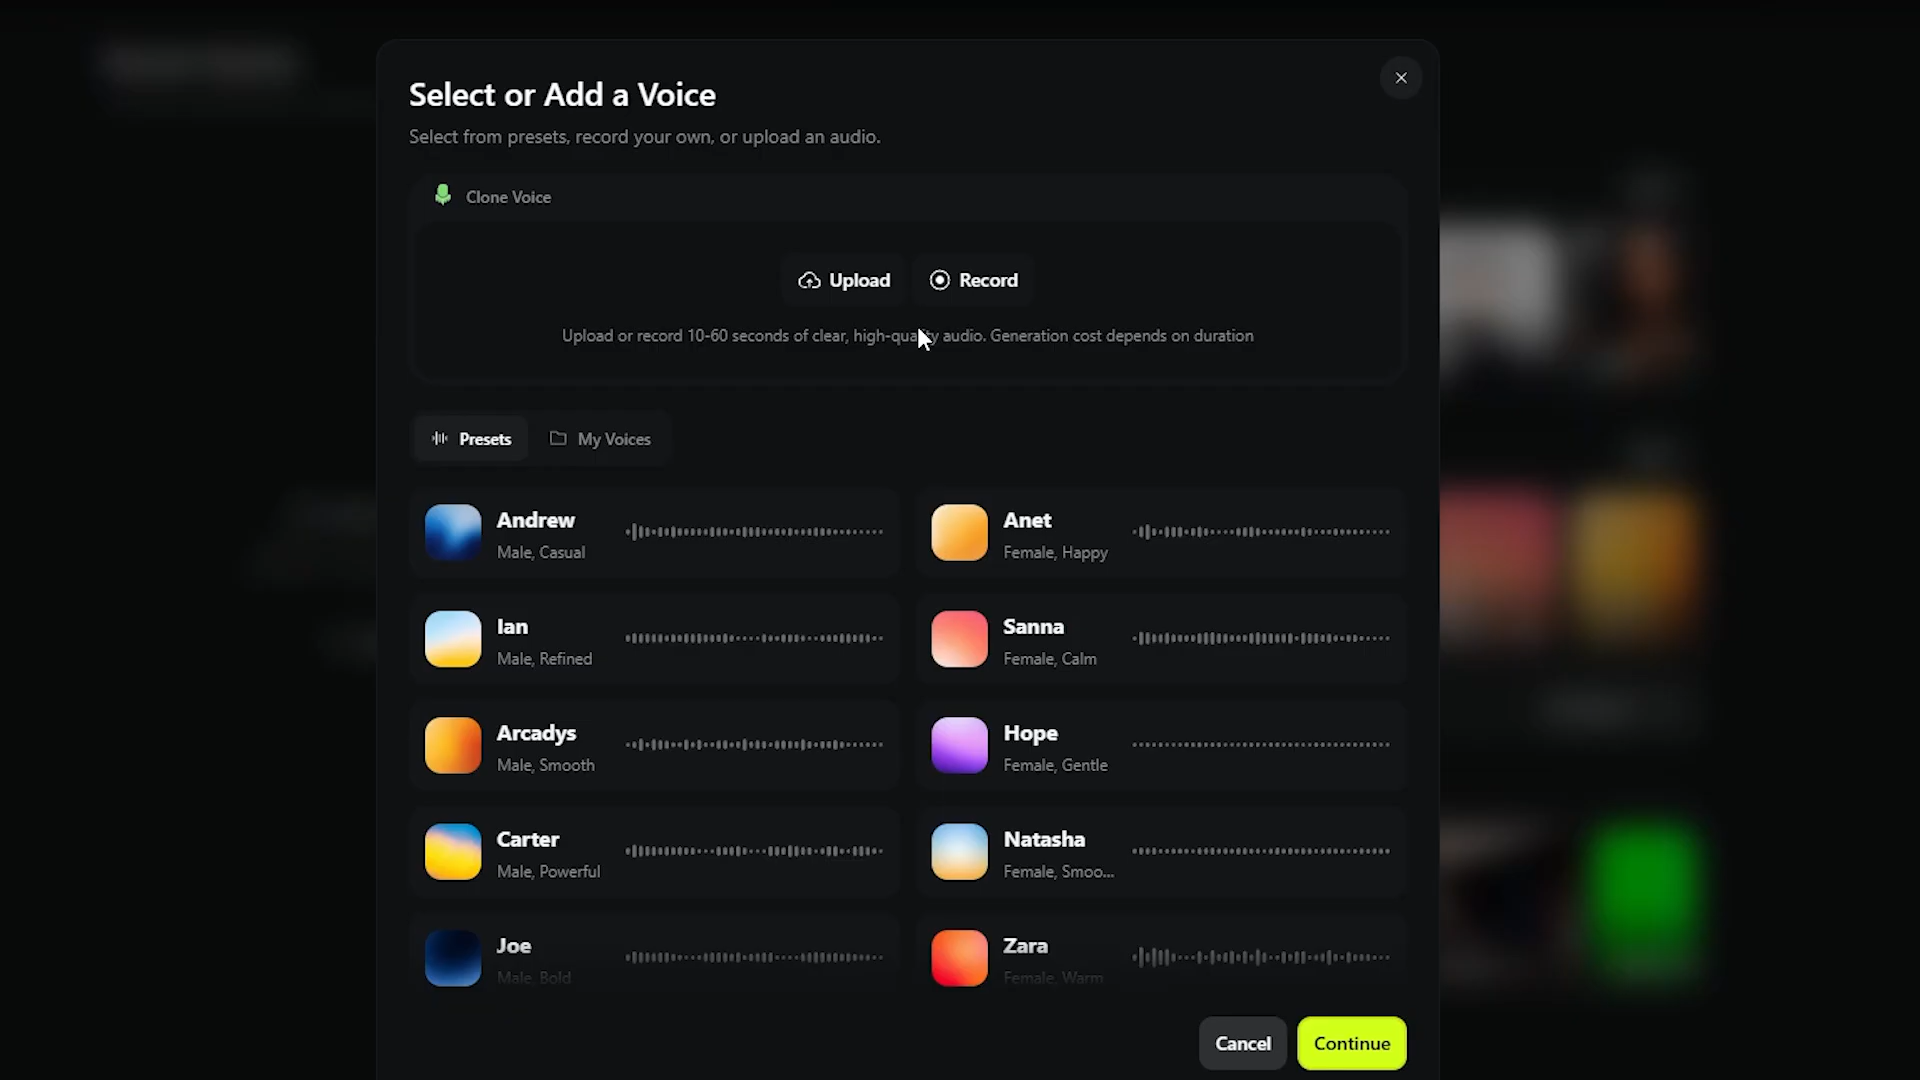 Select or Add a Voice
Select from presets, record your own, or upload an audio.
Clone Voice
Upload
Record
Upload or record 10-60 seconds of clear, high-quality audio. Generation cost depends on duration
Presets
My Voices
Andrew
Male, Casual
Anet
Female, Happy
Ian
Male, Refined
Sanna
Female, Calm
Arcadys
Male, Smooth
Hope
Female, Gentle
Carter
Male, Powerful
Natasha
Female, Smoo...
Joe
Male, Bold
Zara
Female, Warm
Cancel
Continue